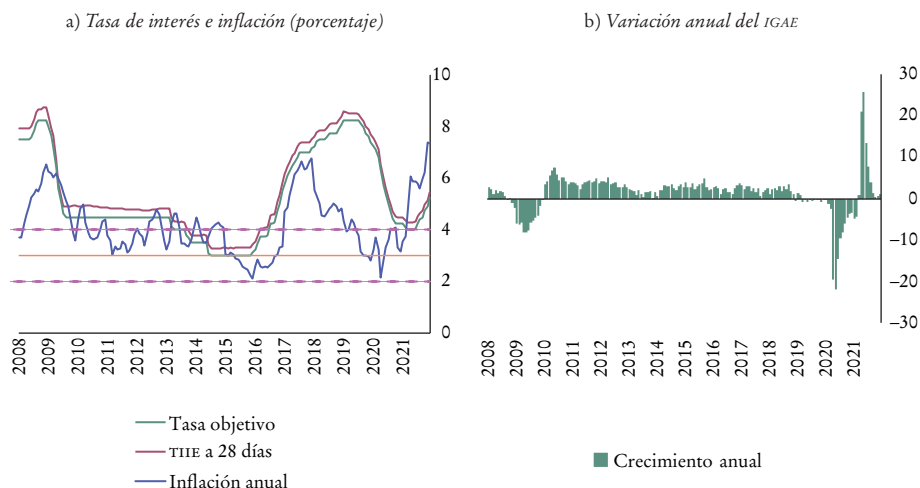 a) Tasa de interés e inflación (porcentaje)
10
8
6
4
2
0
2008 2009 2010 2011 2012 2013 2014 2015 2016 2017 2018 2019 2020 2021
Tasa objetivo
TIIE a 28 días
Inflación anual
b) Variación anual del IGAE
30
20
10
0
−10
−20
−30
2008 2009 2010 2011 2012 2013 2014 2015 2016 2017 2018 2019 2020 2021
Crecimiento anual